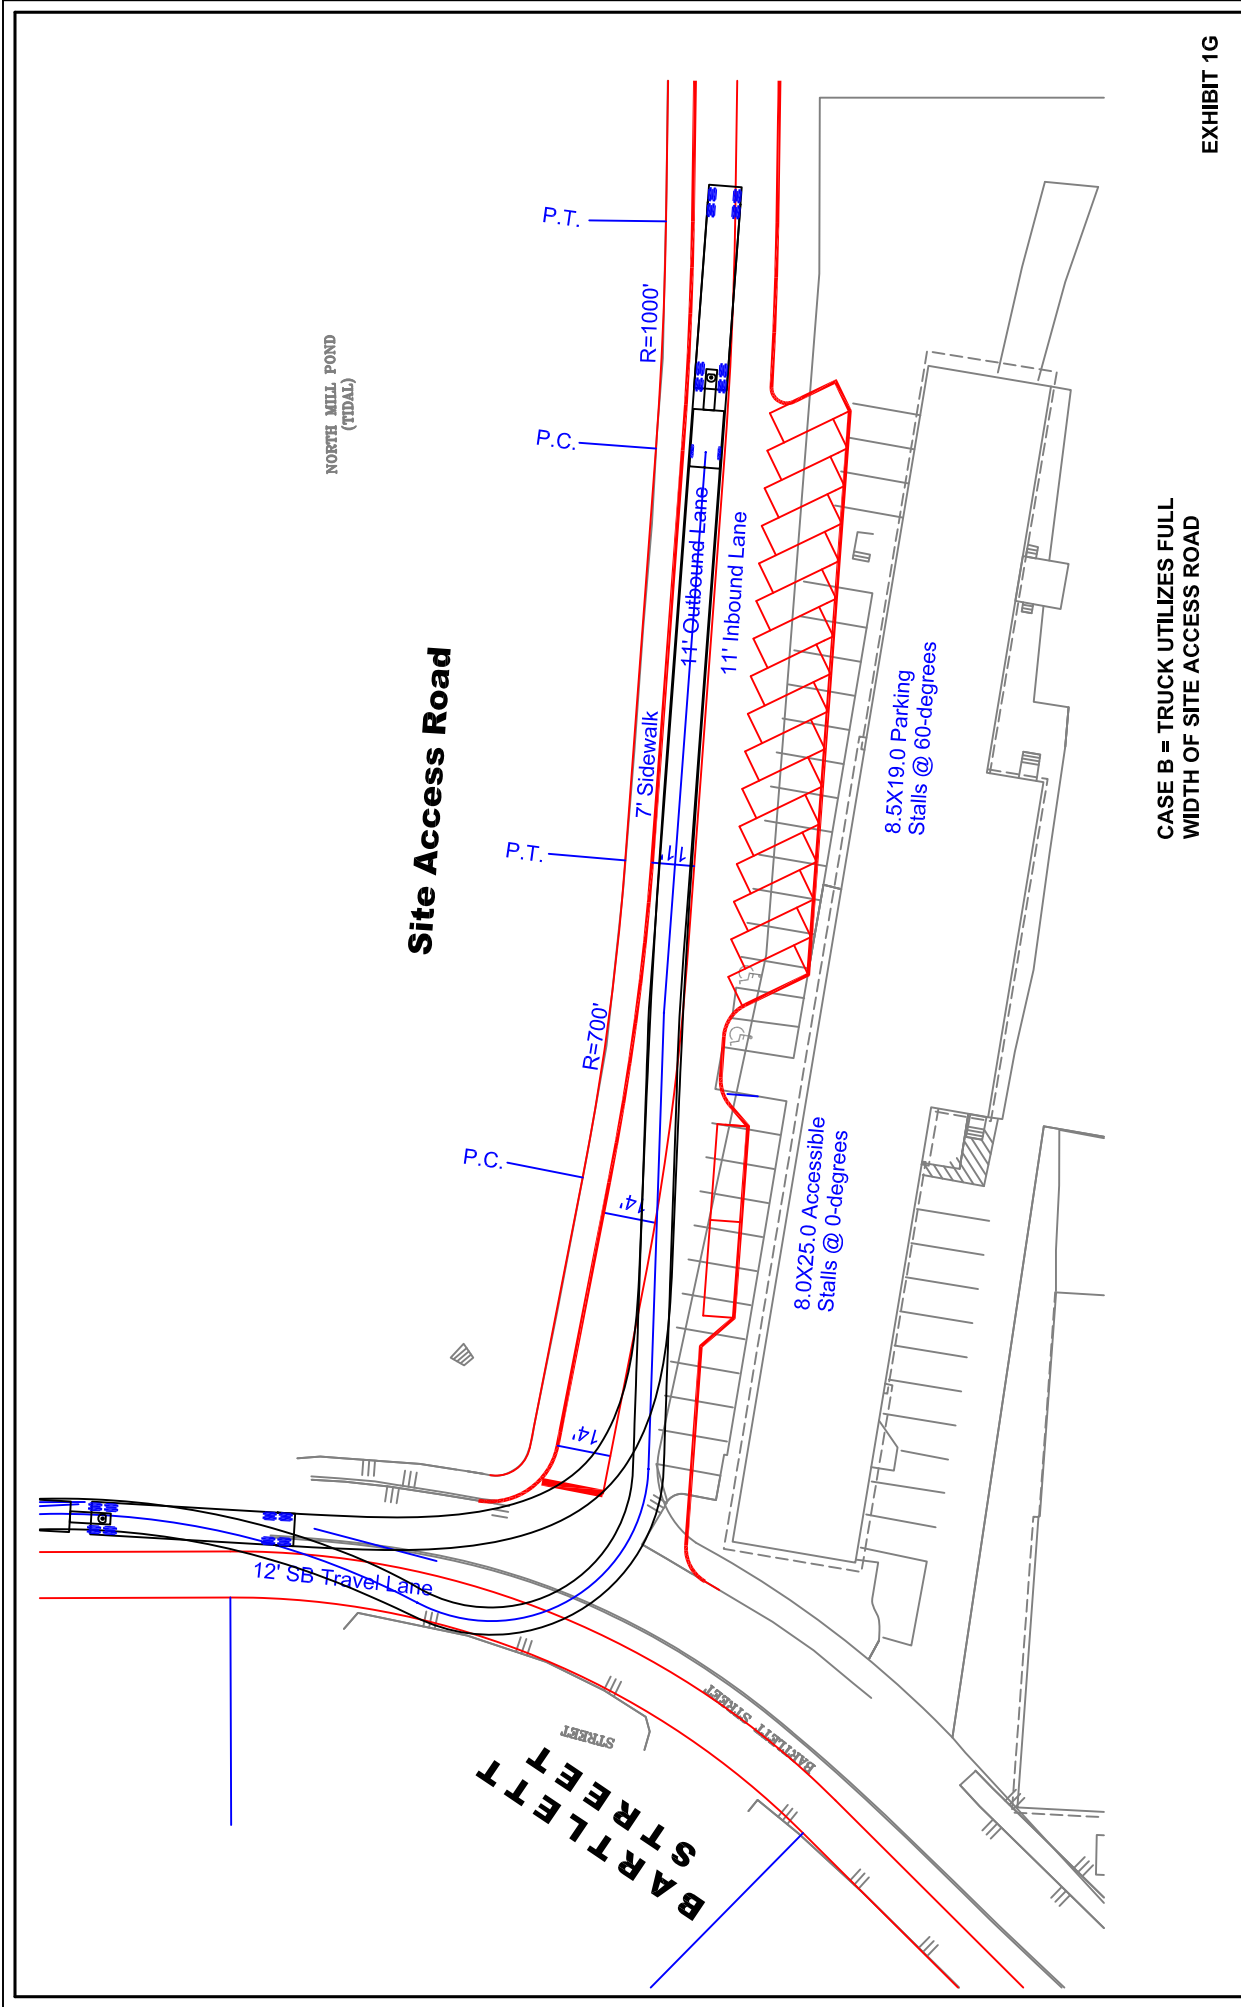 EXHIBIT 1G
P.T.
R=1000'
NORTH MILL POND
(TIDAL)
P.C.
11' Outbound Lane
11' Inbound Lane
CASE B = TRUCK UTILIZES FULL
WIDTH OF SITE ACCESS ROAD
Site Access Road
7' Sidewalk
8.5X19.0 Parking
Stalls @ 60-degrees
P.T.
11'
R=700'
P.C.
14'
8.0X25.0 Accessible
Stalls @ 0-degrees
14'
12' SB Travel Lane
BARTLETT STREET
STREET
BARTLETT
STREET